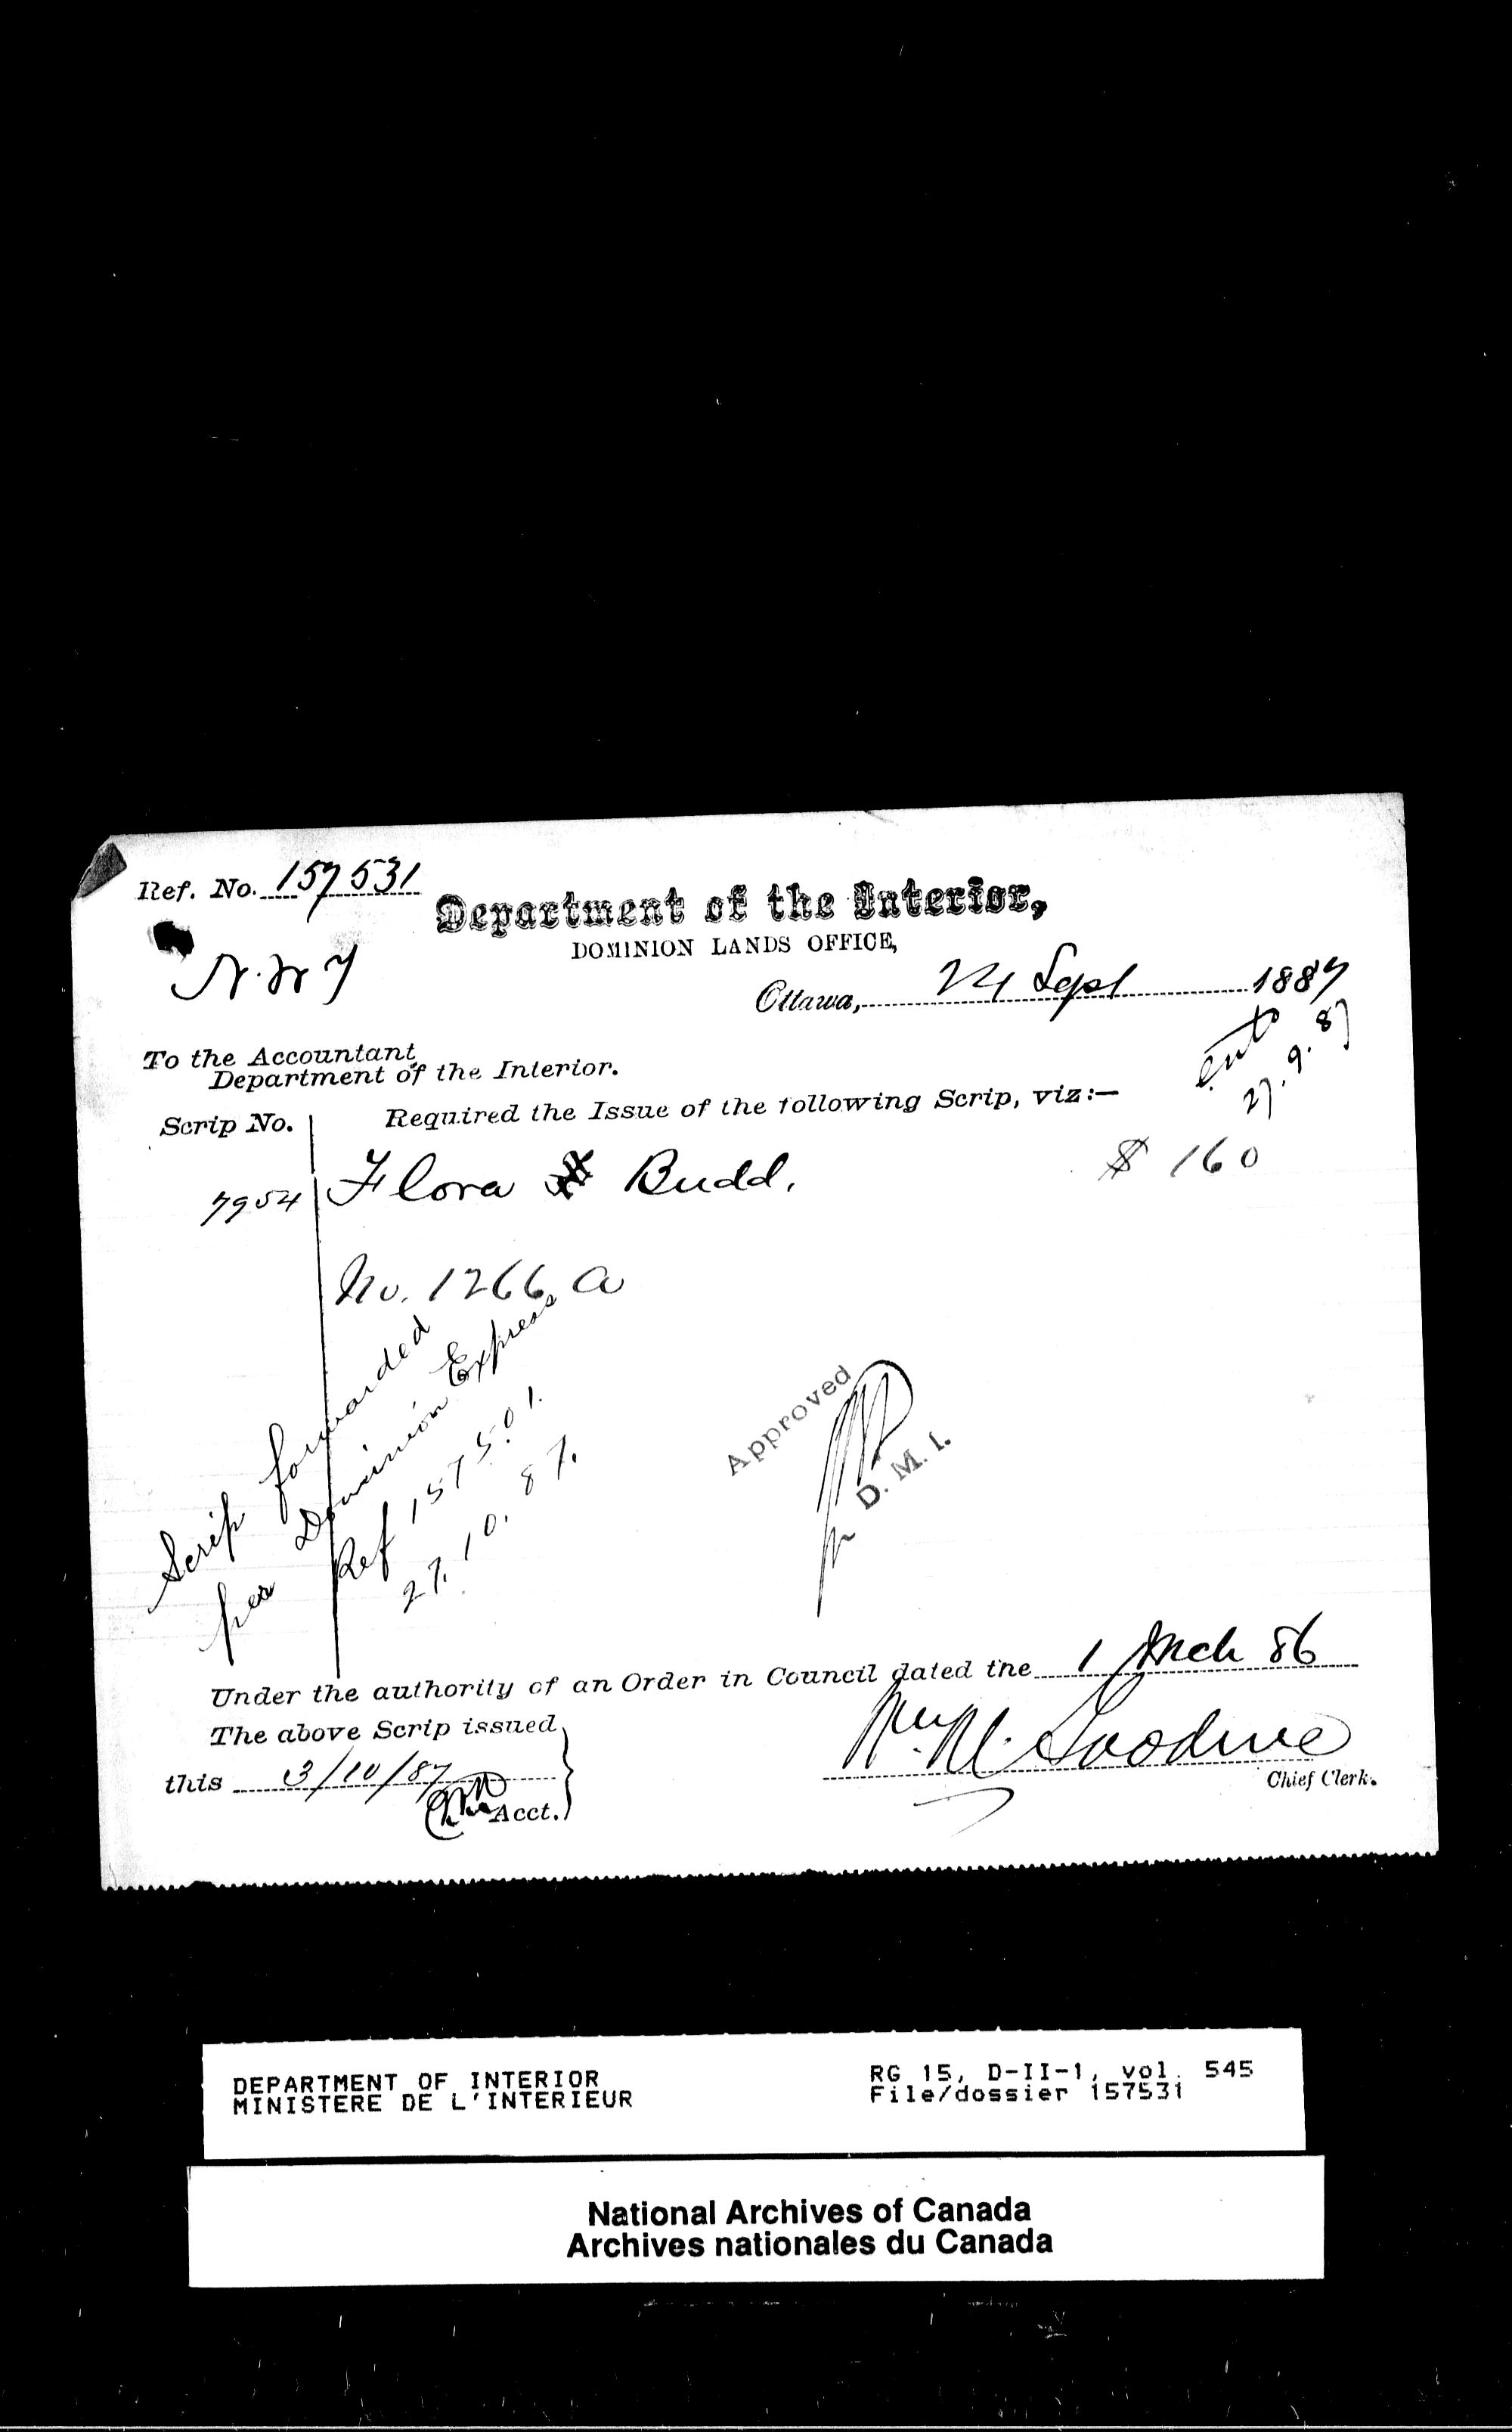 Ref. No. 157531
Department of the Interior,
DOMINION LANDS OFFICE,
N. W T
Ottawa, 24 Sept 1887
ent
27.9.87
To the Accountant
Department of the Interior.
Scrip No. Required the Issue of the following Scrip, viz:—
7954 Flora Budd. $ 160
No. 1266 a
Scrip forwarded
per Dominion Express
Ref 157501.
27.10.87.
Approved
D. M. I.
Under the authority of an Order in Council dated the 1 Mch 86
The above Scrip issued
this 3/10/87
Acct.
Wm M. Goodeve
Chief Clerk.
DEPARTMENT OF INTERIOR
MINISTERE DE L'INTERIEUR
RG 15, D-II-1, vol. 545
File/dossier 157531
National Archives of Canada
Archives nationales du Canada